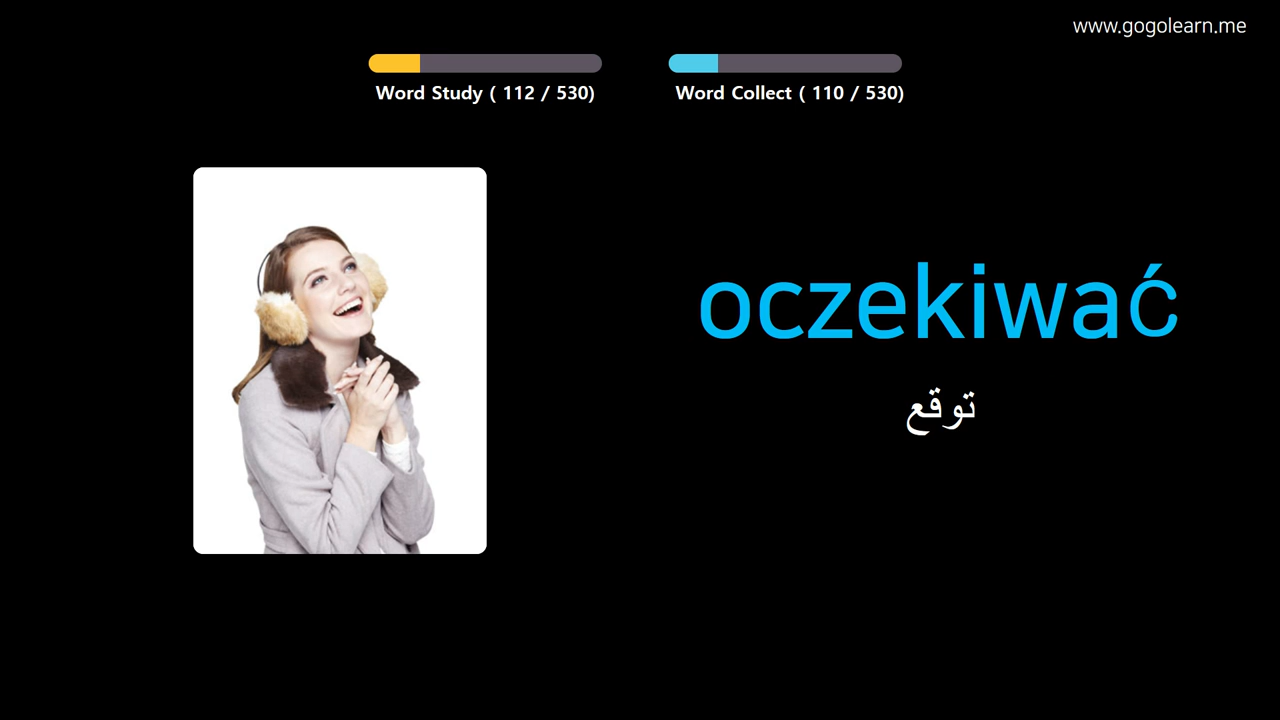 www.gogolearn.me
Word Study ( 112 / 530)
Word Collect ( 110 / 530)
oczekiwać
توقع